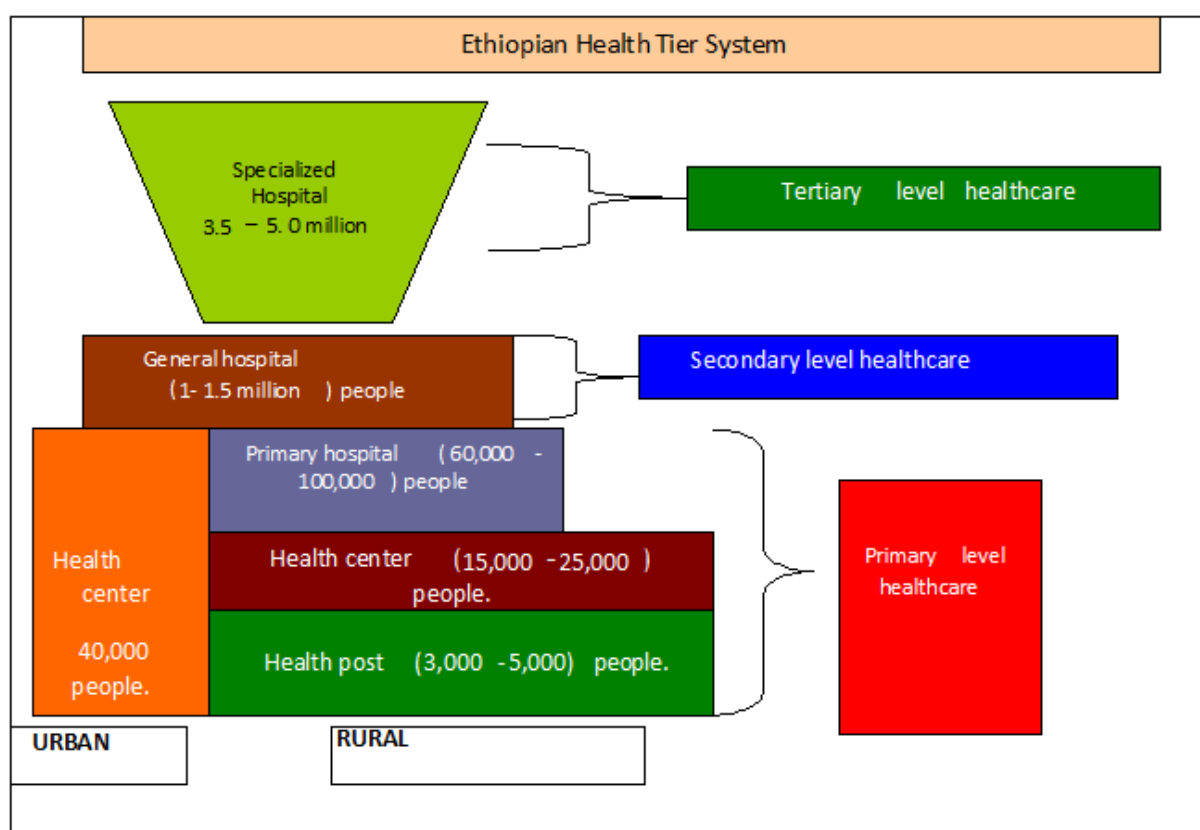 Ethiopian Health Tier System
Specialized
Hospital
3.5 – 5.0 million
Tertiary level healthcare
General hospital
(1- 1.5 million ) people
Secondary level healthcare
Primary hospital ( 60,000 -
100,000 ) people
Health center (15,000 -25,000 )
people.
Health post (3,000 -5,000) people.
Health
center
40,000
people.
Primary level
healthcare
URBAN
RURAL